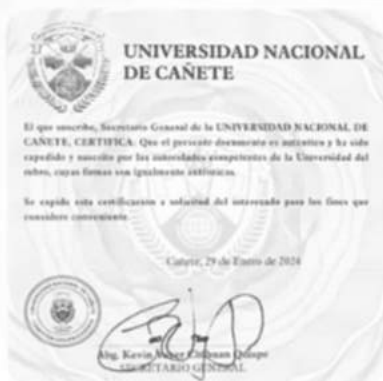 UNIVERSIDAD NACIONAL
DE CAÑETE
El que suscribe, Secretario General de la UNIVERSIDAD NACIONAL DE
CAÑETE, CERTIFICA: Que el presente documento es autentico y ha sido
expedido y suscrito por las autoridades competentes de la Universidad del
rubro, cuyas firmas son igualmente auténticas.
Se expide esta certificación a solicitud del interesado para los fines que
considere conveniente.
Cañete, 29 de Enero de 2024
Abg. Kevin Quispe
SECRETARIO GENERAL